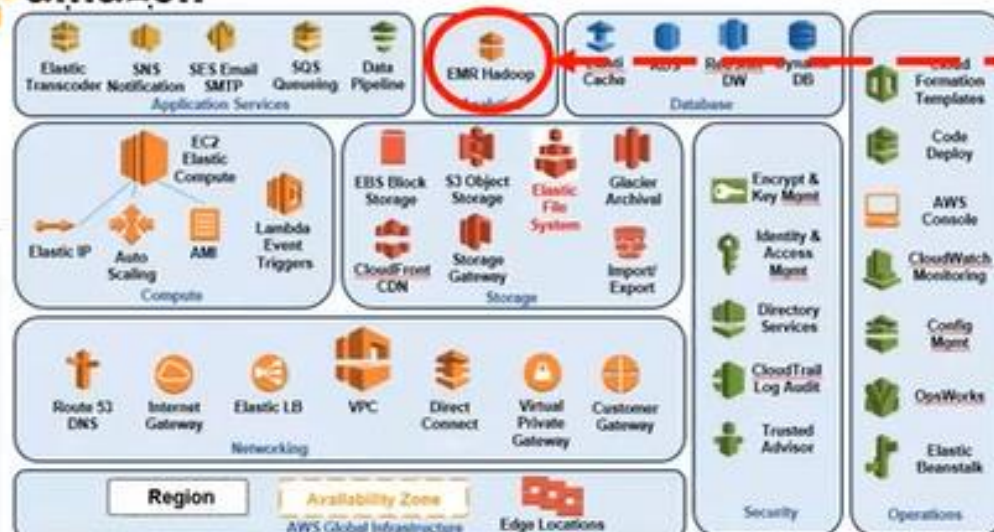 amazon
Elastic
Transcoder
SNS
Notification
SES Email
SMTP
SQS
Queueing
Data
Pipeline
Application Services
EMR Hadoop
Cache
DW
DB
Database
EC2
Elastic
Compute
Elastic IP
Auto
Scaling
AMI
Lambda
Event
Triggers
Compute
EBS Block
Storage
S3 Object
Storage
Elastic
File
System
Glacier
Archival
CloudFront
CDN
Storage
Gateway
Import/
Export
Storage
Encrypt &
Key Mgmt
Identity &
Access
Mgmt
Directory
Services
CloudTrail
Log Audit
Trusted
Advisor
Security
Cloud
Formation
Templates
Code
Deploy
AWS
Console
CloudWatch
Monitoring
Config
Mgmt
OpsWorks
Elastic
Beanstalk
Operations
Route 53
DNS
Internet
Gateway
Elastic LB
VPC
Direct
Connect
Virtual
Private
Gateway
Customer
Gateway
Networking
Region
Availability Zone
AWS Global Infrastructure
Edge Locations